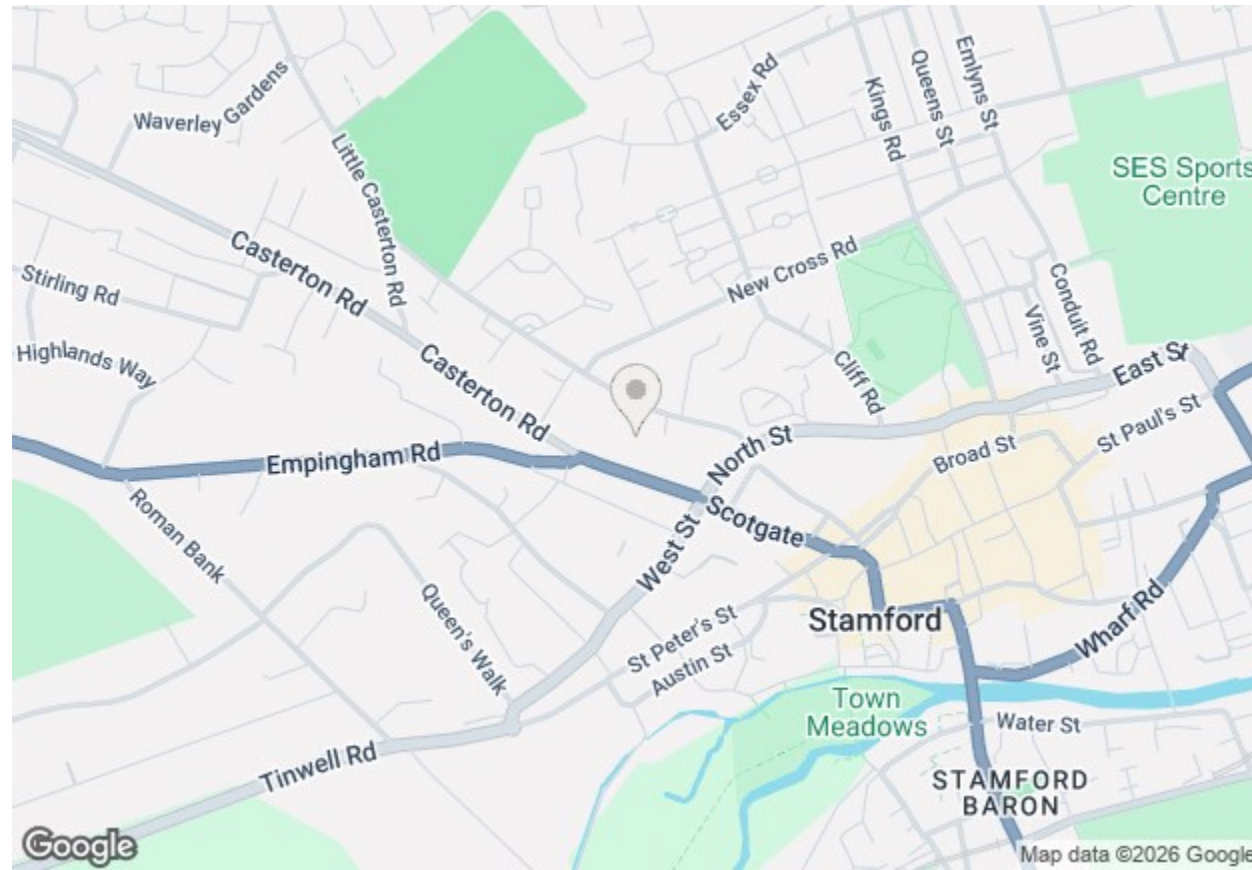 Waverley Gardens
Little Casterton Rd
Essex Rd
Kings Rd
Queens St
Emlyns St
SES Sports
Centre
Casterton Rd
Stirling Rd
New Cross Rd
Conduit Rd
Vine St
Highlands Way
Casterton Rd
Cliff Rd
East St
Empingham Rd
North St
Broad St
St Paul's St
Roman Bank
Scotgate
West St
Queen's Walk
St Peter's St
Austin St
Stamford
Wharf Rd
Town
Meadows
Water St
Tinwell Rd
STAMFORD
BARON
Google
Map data ©2026 Google